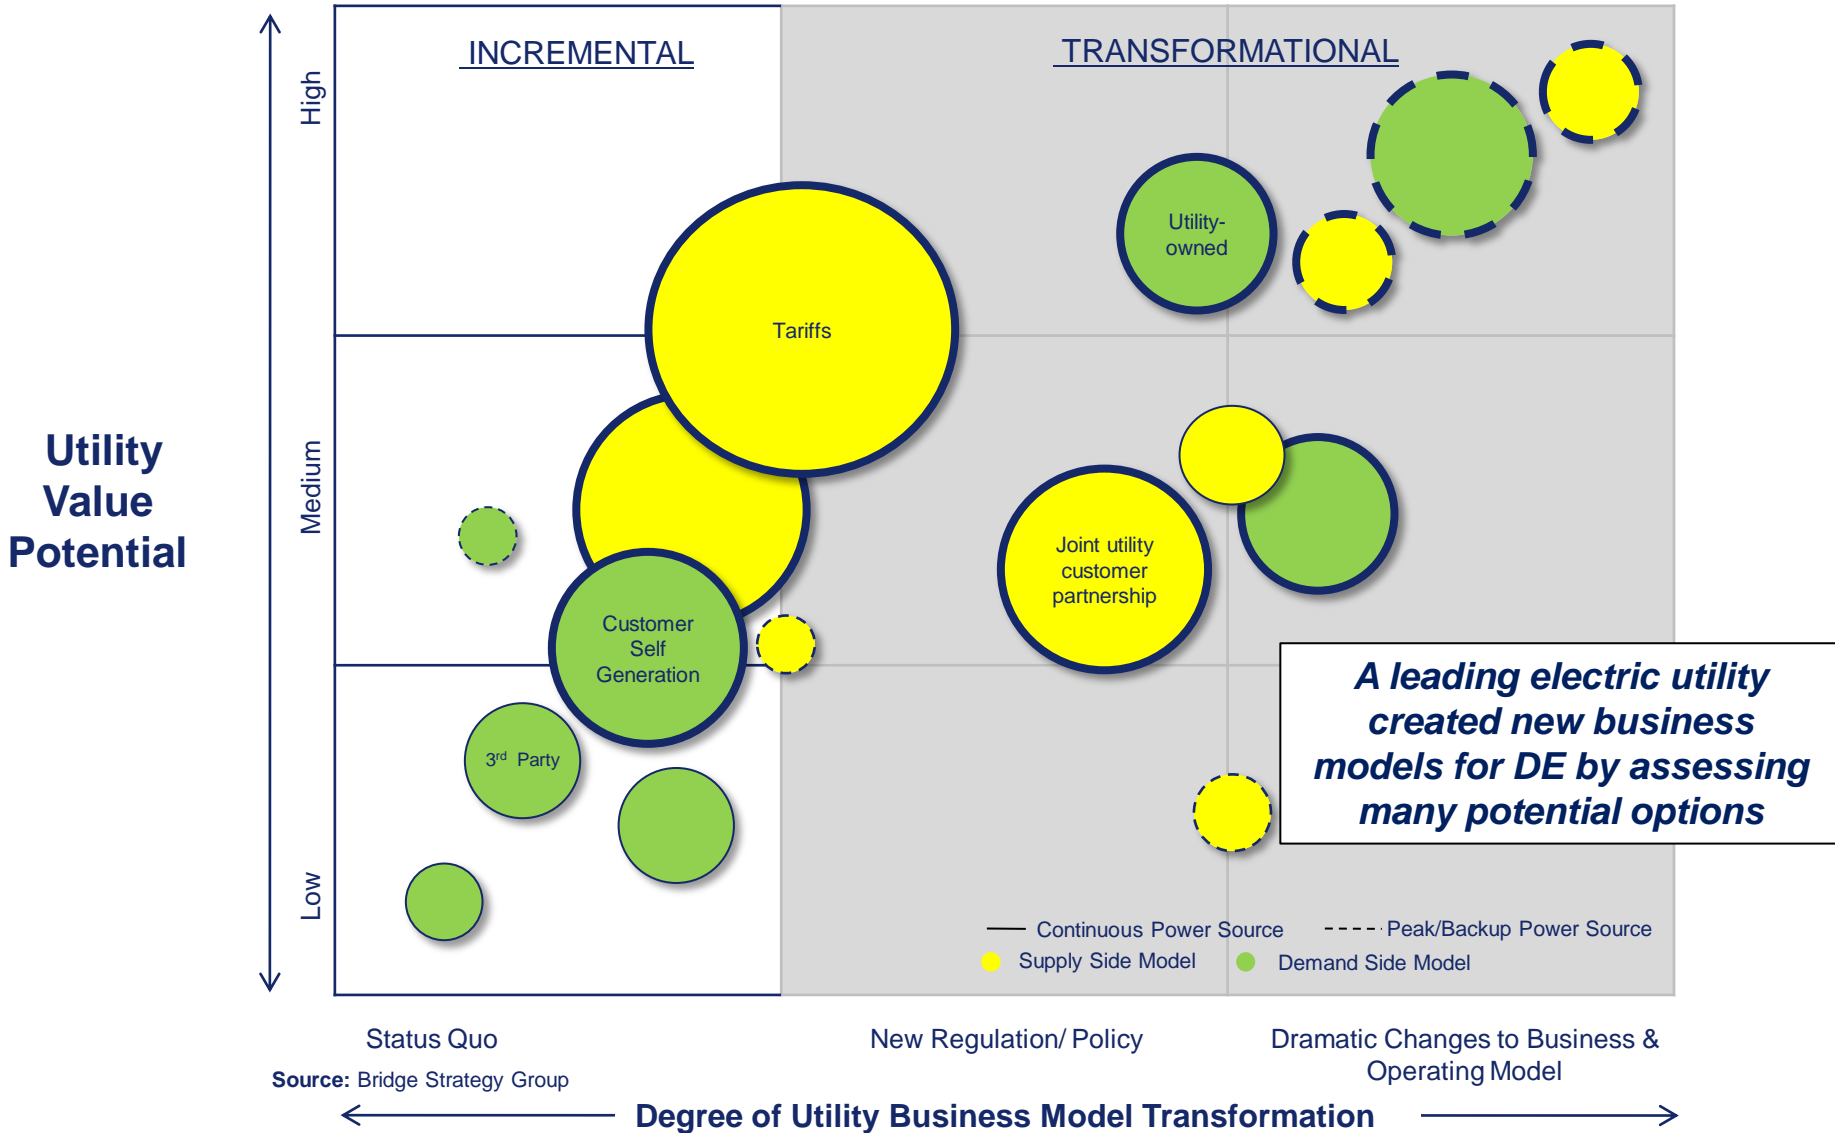 INCREMENTAL
TRANSFORMATIONAL
High
Medium
Low
Utility
Value
Potential
Utility-
owned
Tariffs
Joint utility
customer
partnership
Customer
Self
Generation
3rd Party
A leading electric utility
created new business
models for DE by assessing
many potential options
Continuous Power Source
Peak/Backup Power Source
Supply Side Model
Demand Side Model
Status Quo
New Regulation/ Policy
Dramatic Changes to Business &
Operating Model
Source: Bridge Strategy Group
Degree of Utility Business Model Transformation